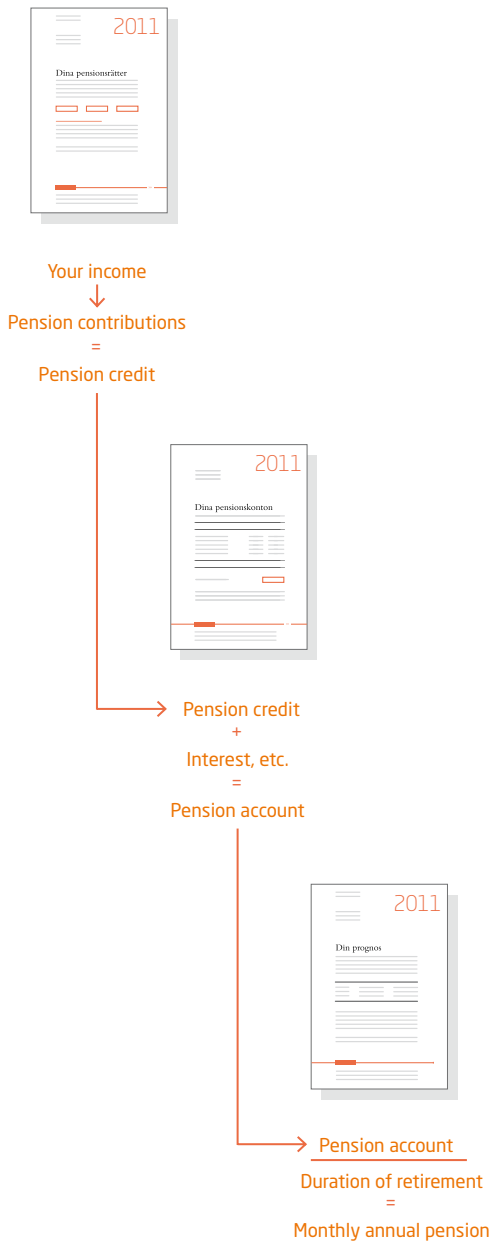 2011
Dina pensionsrätter
Your income
Pension contributions
=
Pension credit
2011
Dina pensionskonton
Pension credit
+
Interest, etc.
=
Pension account
2011
Din prognos
Pension account
Duration of retirement
=
Monthly annual pension